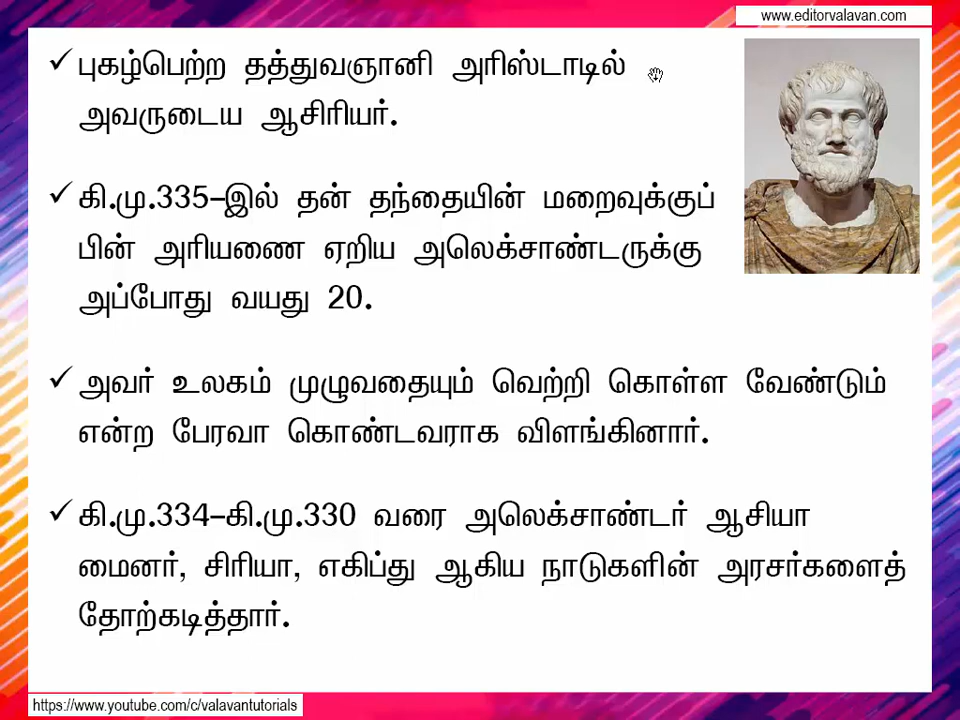 www.editorvalavan.com
✓ புகழ்பெற்ற தத்துவஞானி அரிஸ்டாடில்
அவருடைய ஆசிரியர்.
✓ கி.மு.335–இல் தன் தந்தையின் மறைவுக்குப்
பின் அரியணை ஏறிய அலெக்சாண்டருக்கு
அப்போது வயது 20.
✓ அவர் உலகம் முழுவதையும் வெற்றி கொள்ள வேண்டும்
என்ற பேரவா கொண்டவராக விளங்கினார்.
✓ கி.மு.334–கி.மு.330 வரை அலெக்சாண்டர் ஆசியா
மைனர், சிரியா, எகிப்து ஆகிய நாடுகளின் அரசர்களைத்
தோற்கடித்தார்.
https://www.youtube.com/c/valavantutorials